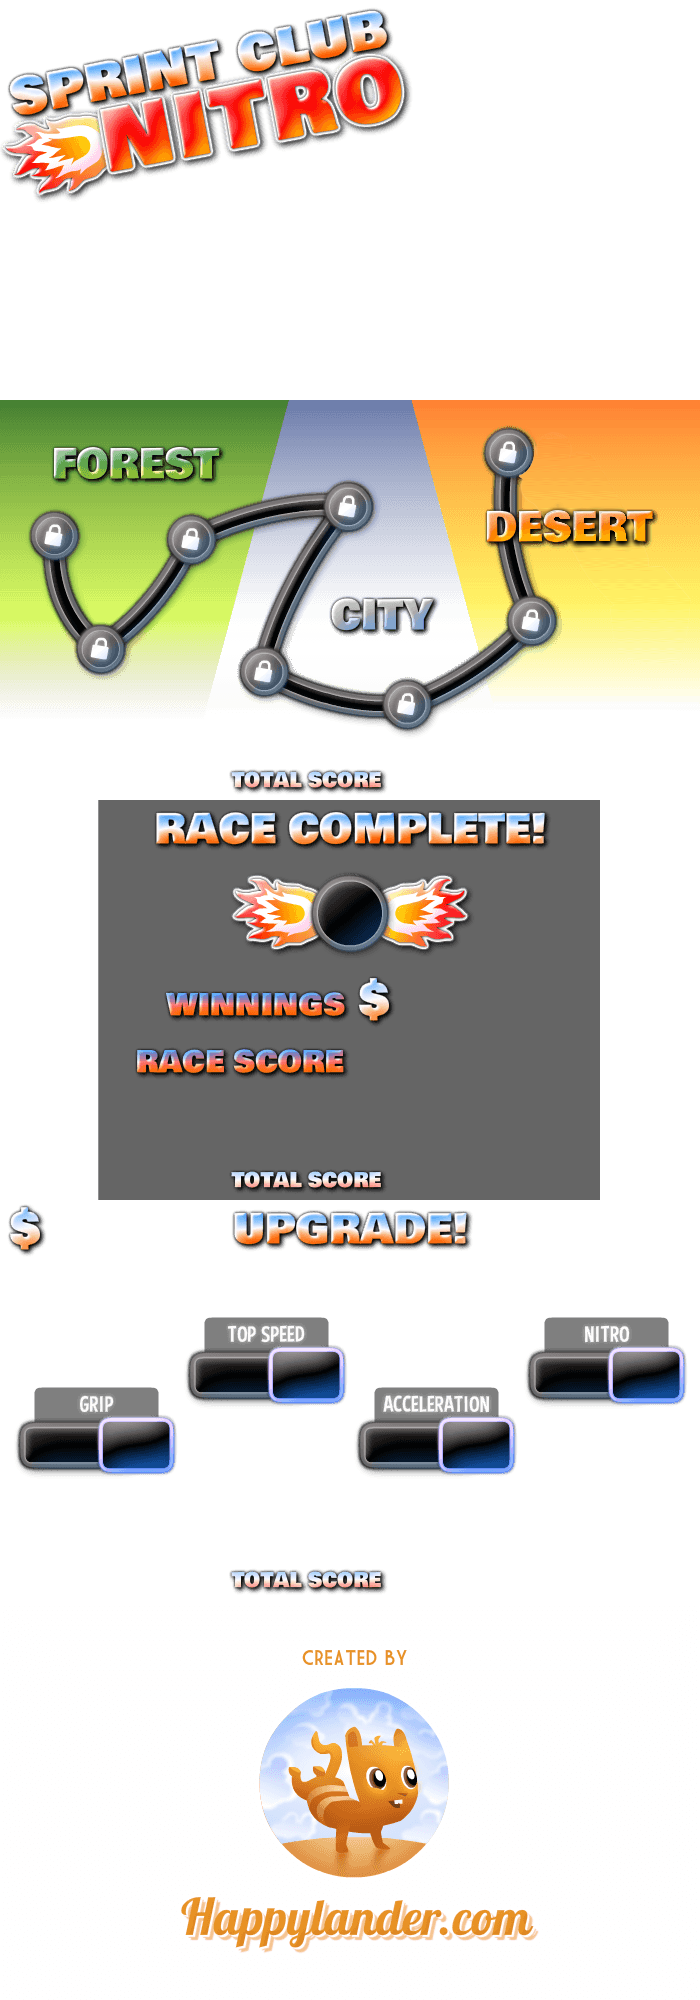 SPRINT CLUB
NITRO
FOREST
DESERT
CITY
TOTAL SCORE
RACE COMPLETE!
WINNINGS $
RACE SCORE
TOTAL SCORE
$ UPGRADE!
TOP SPEED
NITRO
GRIP
ACCELERATION
TOTAL SCORE
CREATED BY
Happylander.com